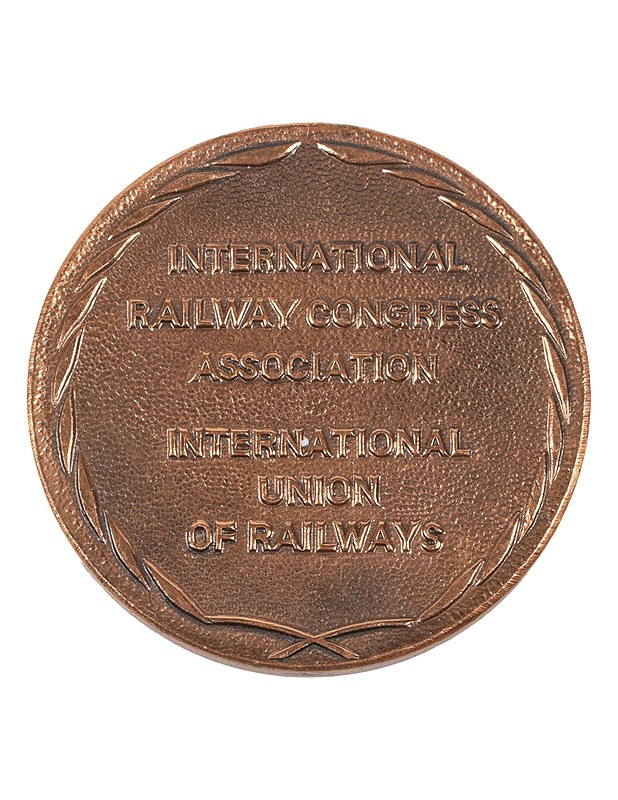 INTERNATIONAL
RAILWAY CONGRESS
ASSOCIATION
INTERNATIONAL
UNION
OF RAILWAYS